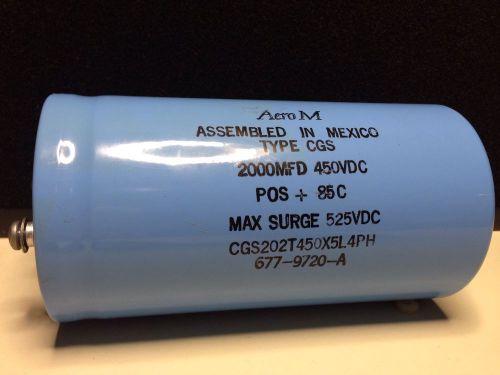 Aero M
ASSEMBLED IN MEXICO
TYPE CGS
2000MFD 450VDC
POS + 85C
MAX SURGE 525VDC
CGS202T450X5L4PH
677-9720-A